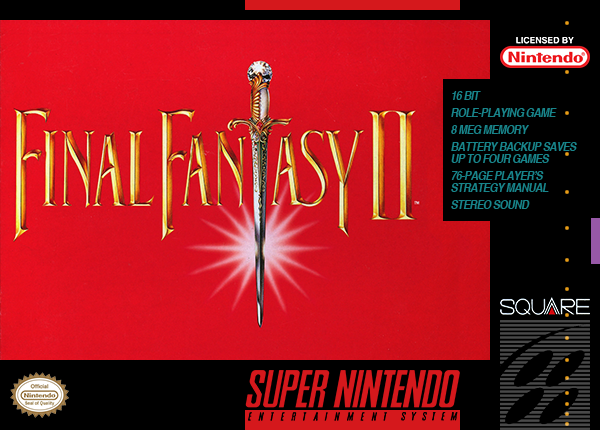 LICENSED BY
Nintendo®
16 BIT
ROLE-PLAYING GAME
8 MEG MEMORY
BATTERY BACKUP SAVES
UP TO FOUR GAMES
76-PAGE PLAYER'S
STRATEGY MANUAL
STEREO SOUND
FINAL FANTASY II™
SQUARE
Official
Nintendo
Seal of Quality
SUPER NINTENDO
ENTERTAINMENT SYSTEM